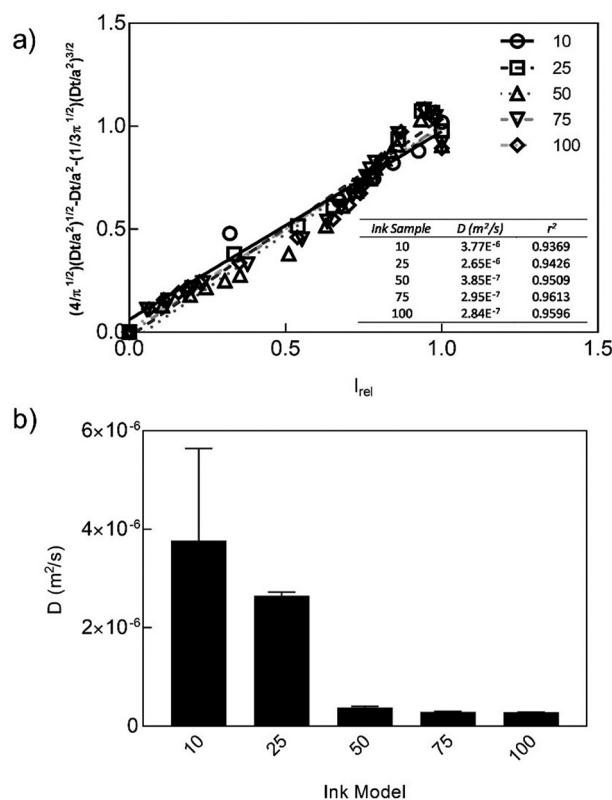 a)
(4/π^1/2)(Dt/a²)^1/2-Dt/a²-(1/3π^1/2)(Dt/a²)^3/2
1.5
1.0
0.5
0.0
0.0 0.5 1.0 1.5
I_rel
10
25
50
75
100
Ink Sample D (m²/s) r²
10 3.77E⁻⁶ 0.9369
25 2.65E⁻⁶ 0.9426
50 3.85E⁻⁷ 0.9509
75 2.95E⁻⁷ 0.9613
100 2.84E⁻⁷ 0.9596
b)
D (m²/s)
6×10⁻⁶
4×10⁻⁶
2×10⁻⁶
0
10 25 50 75 100
Ink Model